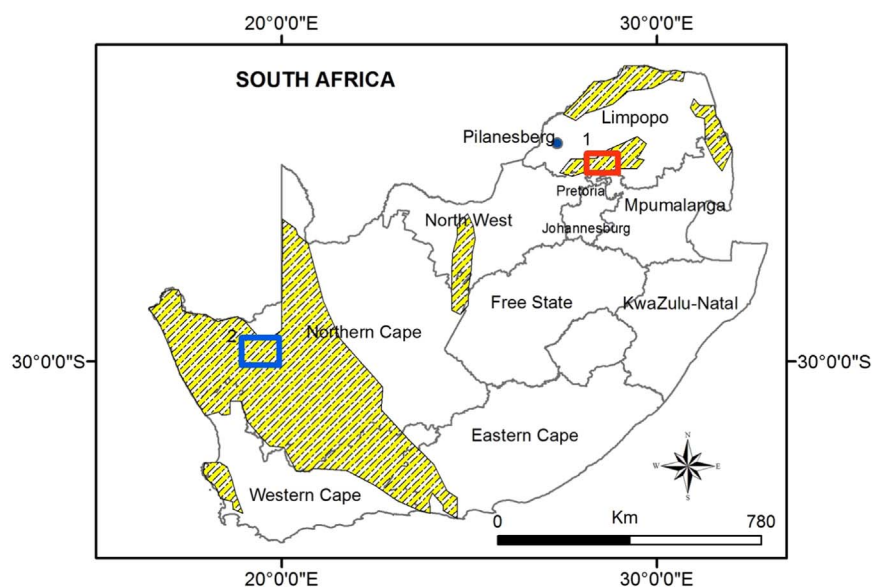 20°0'0"E 30°0'0"E
SOUTH AFRICA
Limpopo
Pilanesberg 1
Pretoria
Mpumalanga
North West
Johannesburg
Free State
KwaZulu-Natal
2 Northern Cape
30°0'0"S 30°0'0"S
Eastern Cape
N
W E
S
Western Cape
0 Km 780
20°0'0"E 30°0'0"E